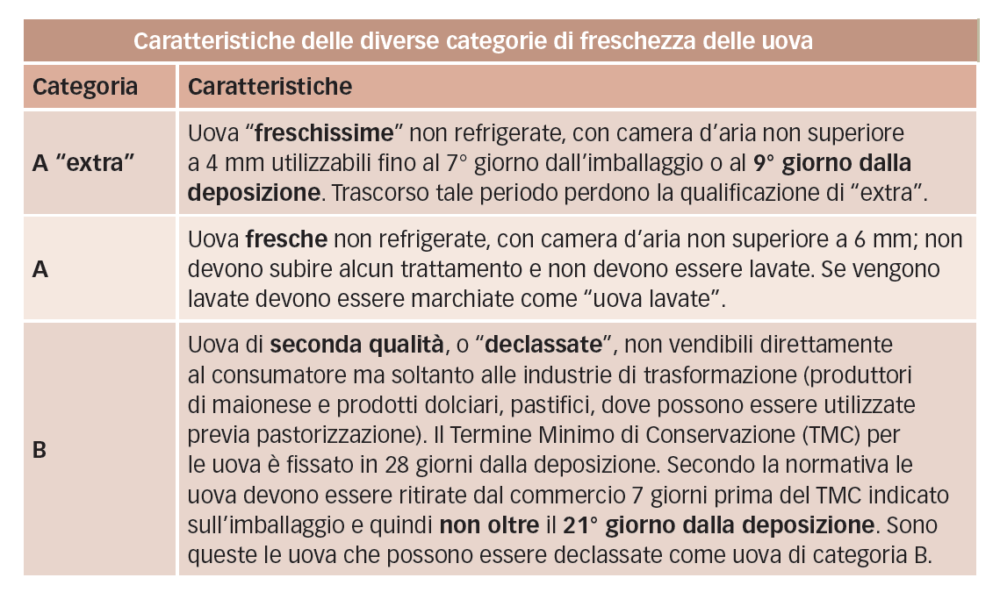 Caratteristiche delle diverse categorie di freschezza delle uova
Categoria
Caratteristiche
A “extra”
Uova “freschissime” non refrigerate, con camera d’aria non superiore
a 4 mm utilizzabili fino al 7° giorno dall’imballaggio o al 9° giorno dalla
deposizione. Trascorso tale periodo perdono la qualificazione di “extra”.
A
Uova fresche non refrigerate, con camera d’aria non superiore a 6 mm; non
devono subire alcun trattamento e non devono essere lavate. Se vengono
lavate devono essere marchiate come “uova lavate”.
B
Uova di seconda qualità, o “declassate”, non vendibili direttamente
al consumatore ma soltanto alle industrie di trasformazione (produttori
di maionese e prodotti dolciari, pastifici, dove possono essere utilizzate
previa pastorizzazione). Il Termine Minimo di Conservazione (TMC) per
le uova è fissato in 28 giorni dalla deposizione. Secondo la normativa le
uova devono essere ritirate dal commercio 7 giorni prima del TMC indicato
sull’imballaggio e quindi non oltre il 21° giorno dalla deposizione. Sono
queste le uova che possono essere declassate come uova di categoria B.